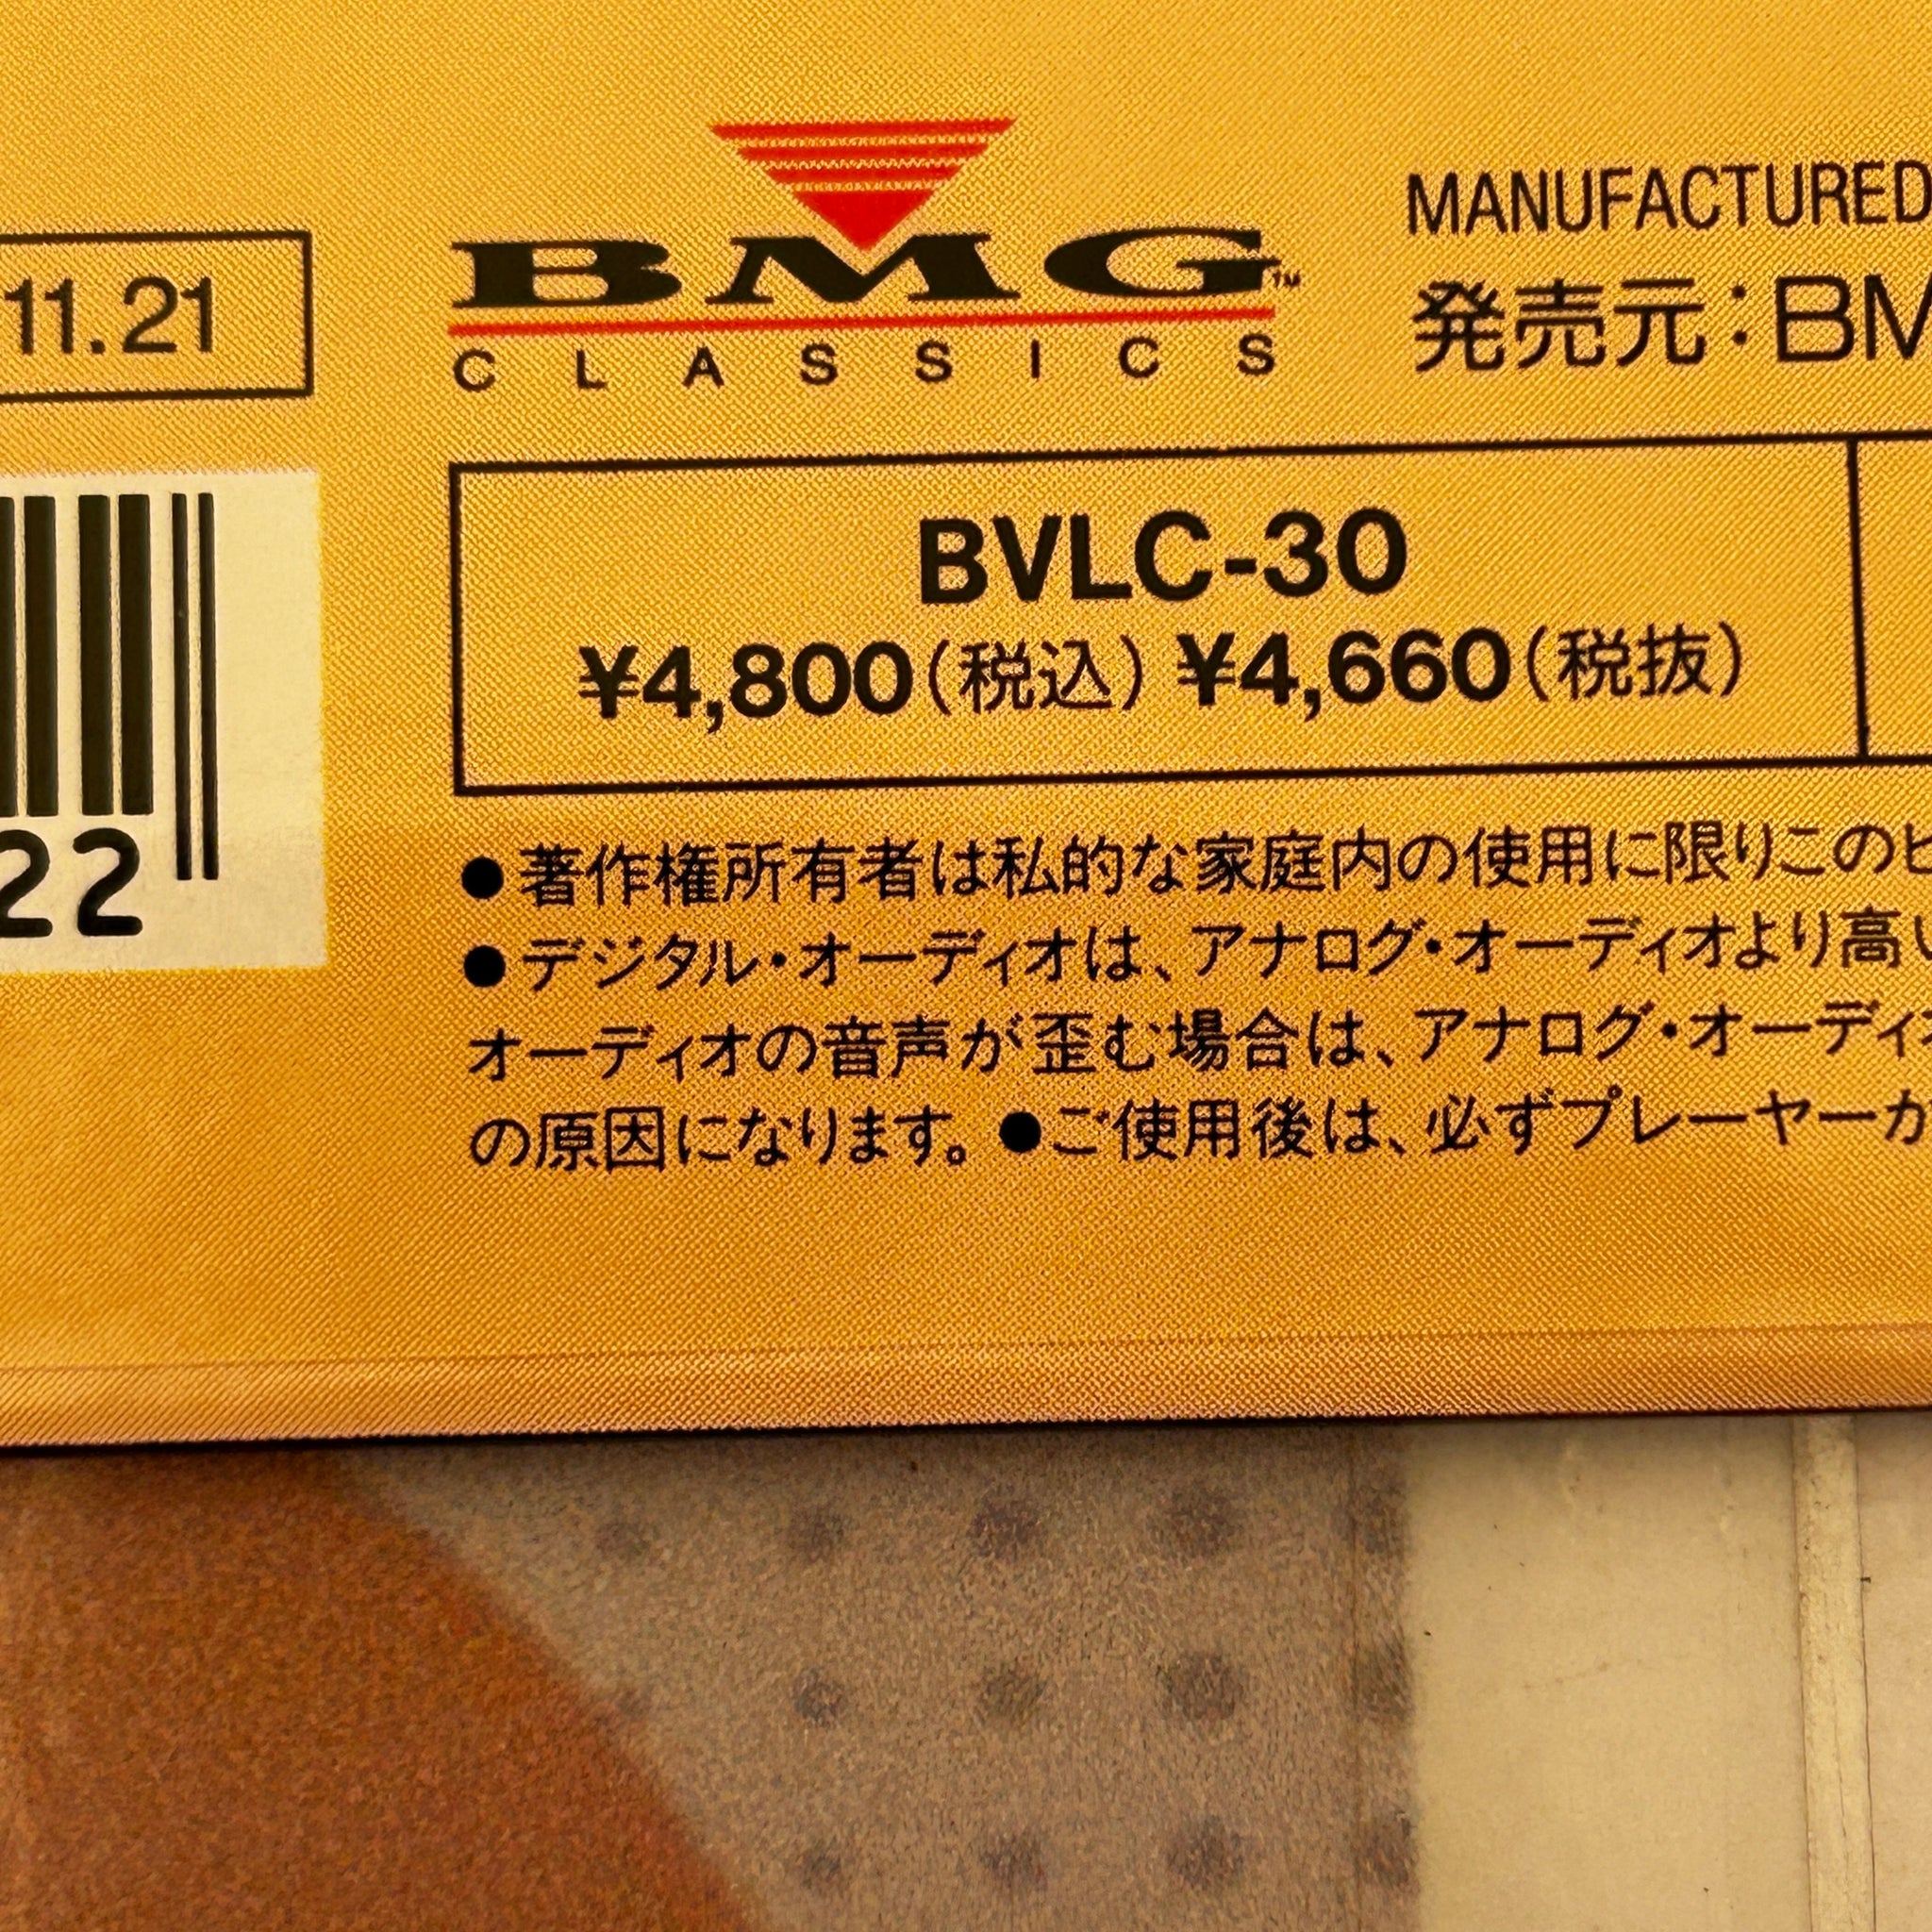 11.21
BMG™
CLASSICS
MANUFACTURED
発売元:BM
BVLC-30
¥4,800(税込) ¥4,660(税抜)
22
●著作権所有者は私的な家庭内の使用に限りこのビ
●デジタル・オーディオは、アナログ・オーディオより高い
オーディオの音声が歪む場合は、アナログ・オーディオ
の原因になります。●ご使用後は、必ずプレーヤーか